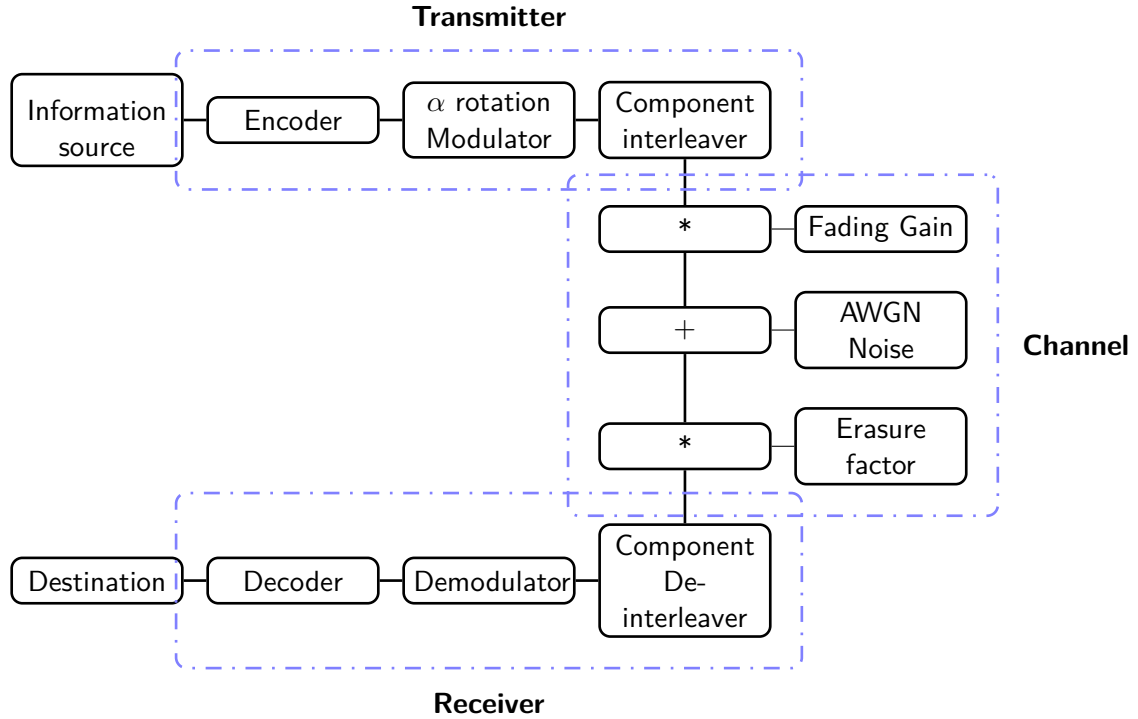 Transmitter
Information
source
Encoder
α rotation
Modulator
Component
interleaver
*
Fading Gain
+
AWGN
Noise
Channel
*
Erasure
factor
Destination
Decoder
Demodulator
Component
De-
interleaver
Receiver